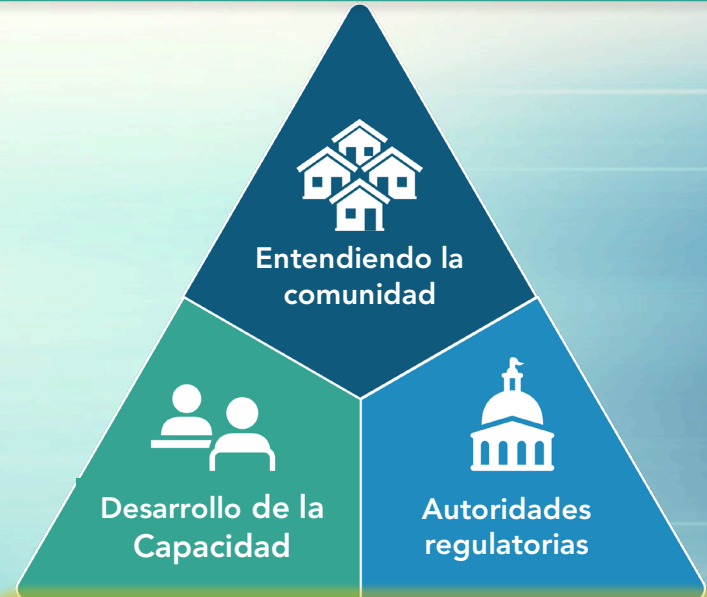 Entendiendo la
comunidad
Desarrollo de la
Capacidad
Autoridades
regulatorias